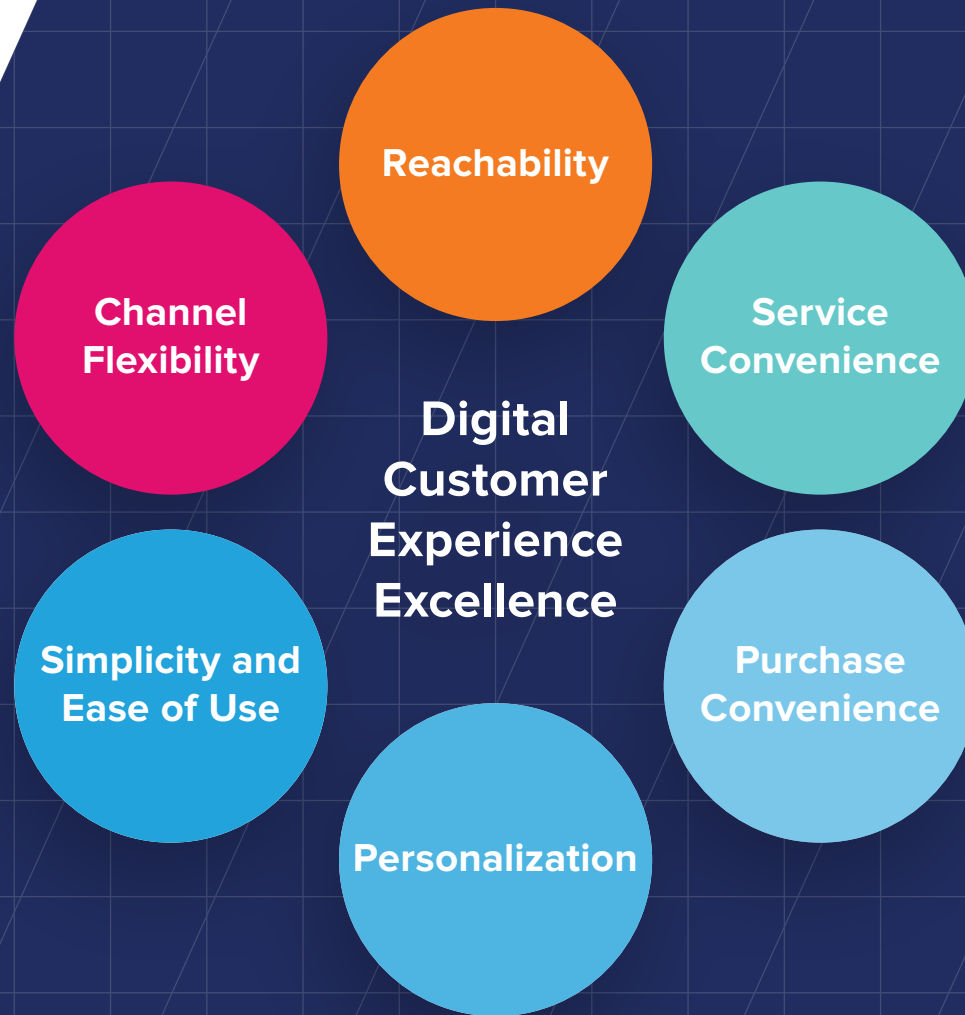 Reachability
Channel
Flexibility
Service
Convenience
Digital
Customer
Experience
Excellence
Simplicity and
Ease of Use
Purchase
Convenience
Personalization